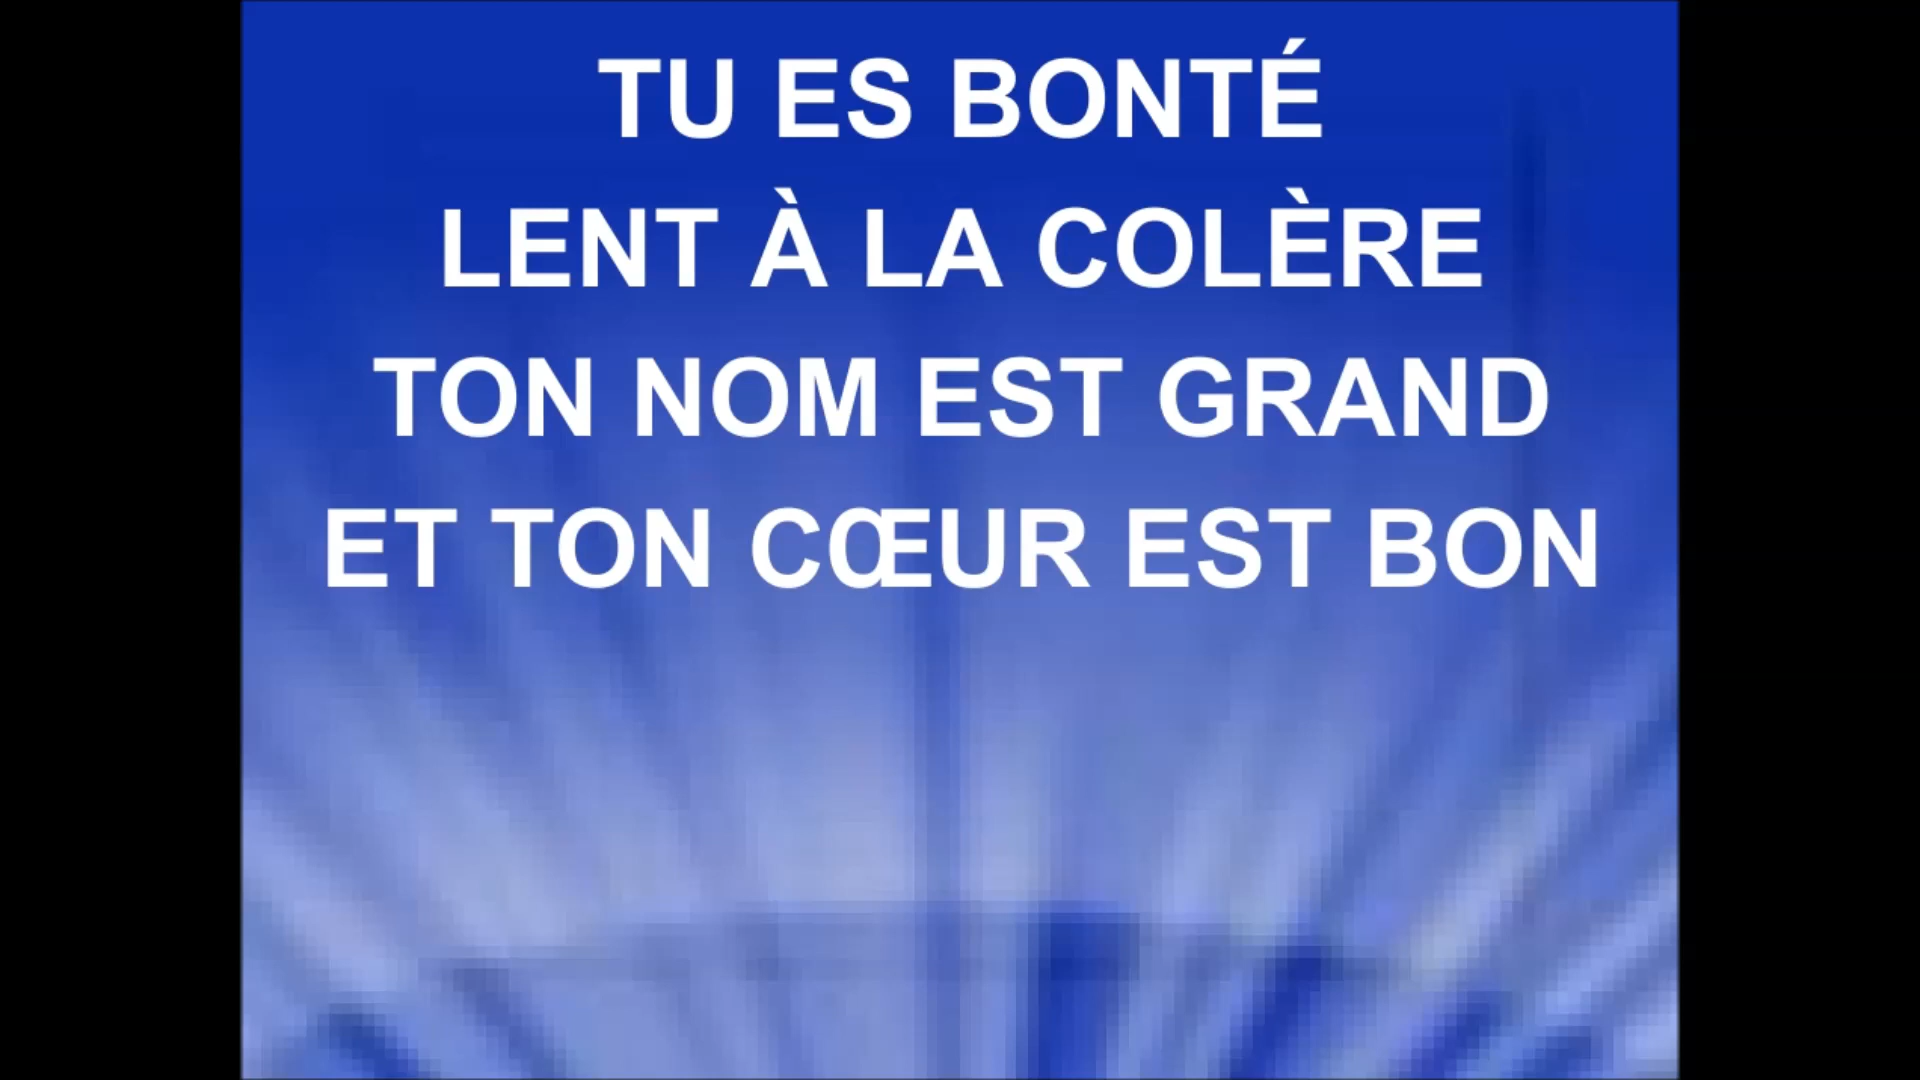 TU ES BONTÉ
LENT À LA COLÈRE
TON NOM EST GRAND
ET TON CŒUR EST BON